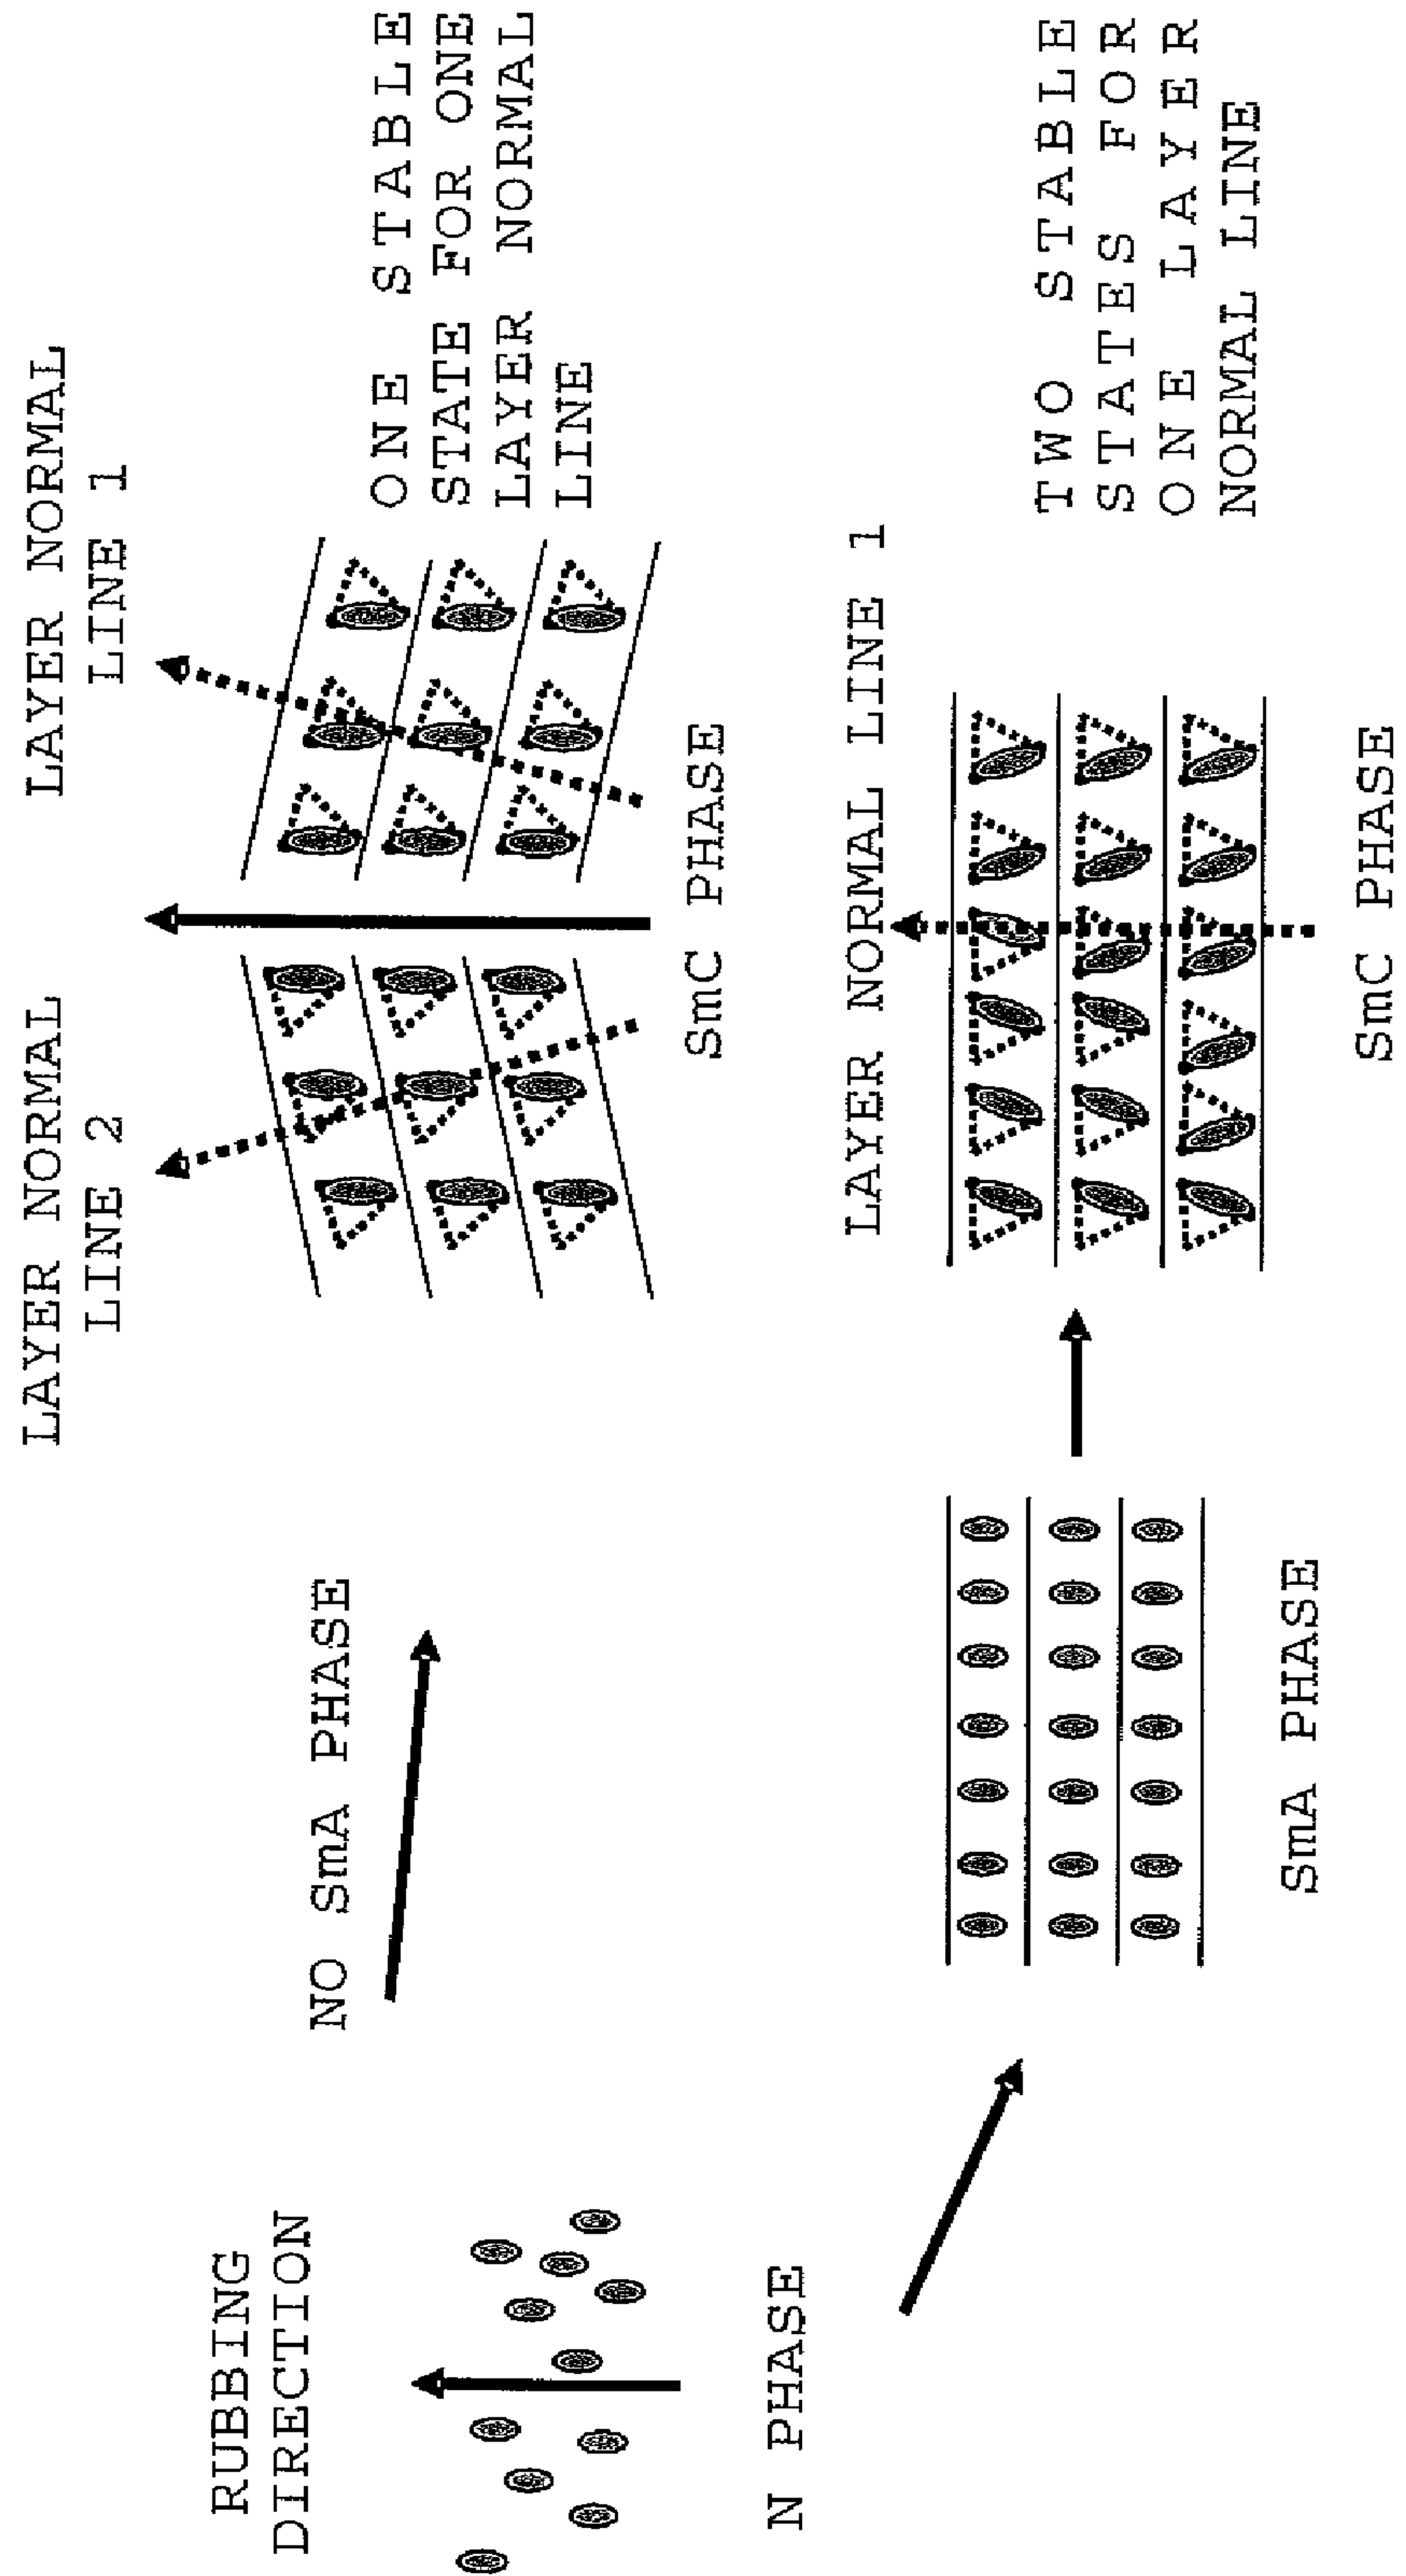 RUBBING
DIRECTION
N PHASE
NO SmA PHASE
LAYER NORMAL
LINE 2
LAYER NORMAL
LINE 1
SmC PHASE
ONE STABLE
STATE FOR ONE
LAYER NORMAL
LINE
SmA PHASE
LAYER NORMAL LINE 1
SmC PHASE
TWO STABLE
STATES FOR
ONE LAYER
NORMAL LINE